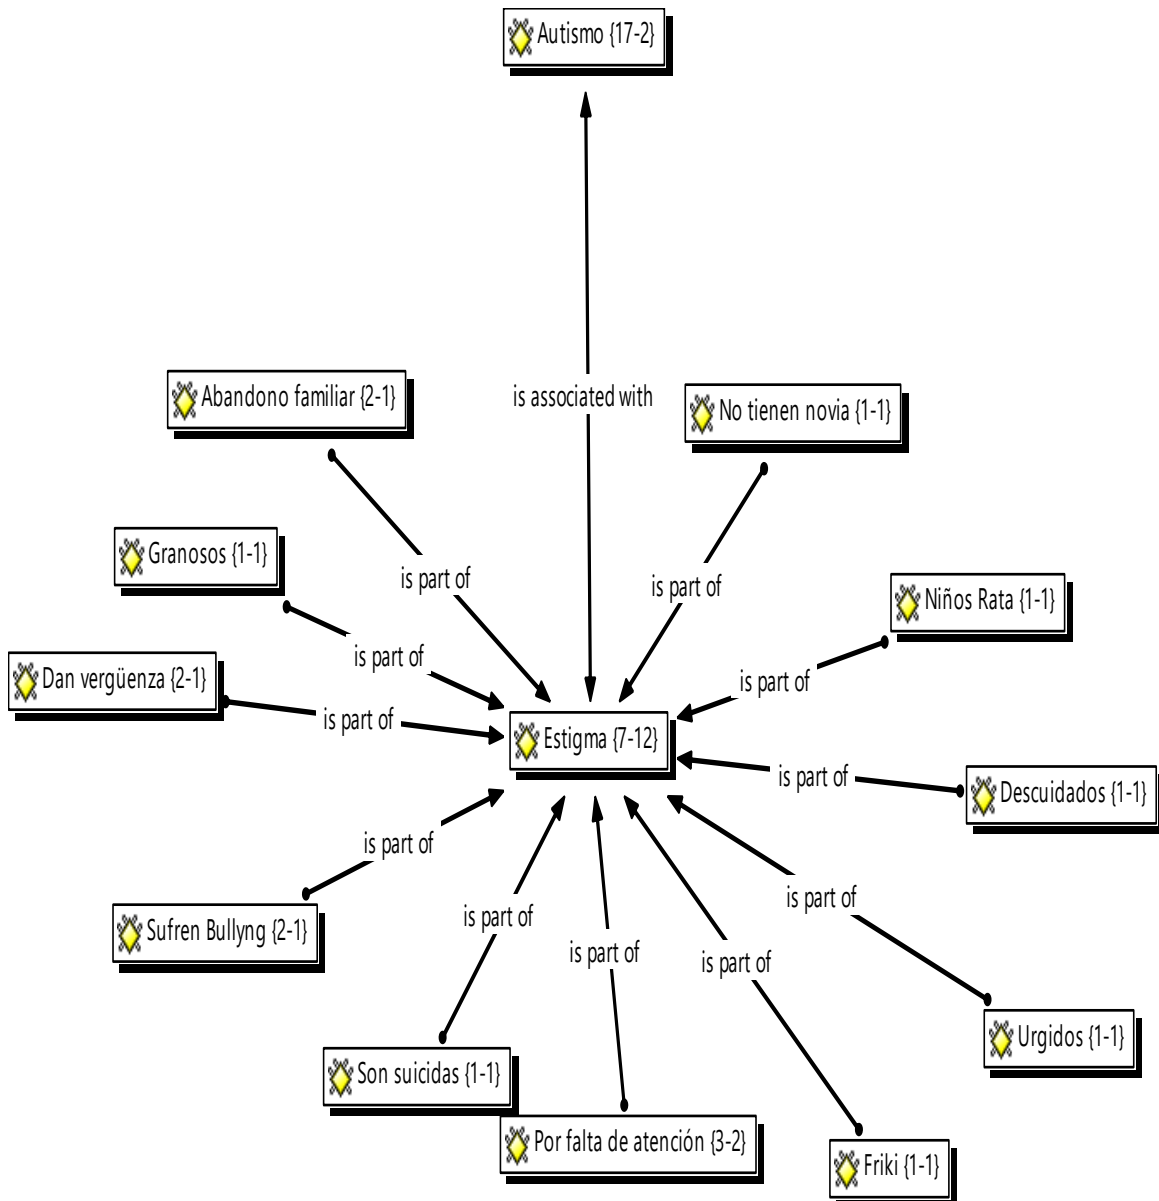 Autismo {17-2}
Abandono familiar {2-1}
is associated with
No tienen novia {1-1}
Granosos {1-1}
is part of
is part of
Niños Rata {1-1}
is part of
Dan vergüenza {2-1}
is part of
is part of
Estigma {7-12}
is part of
Descuidados {1-1}
is part of
Sufren Bullyng {2-1}
is part of
is part of
is part of
is part of
Urgidos {1-1}
Son suicidas {1-1}
Por falta de atención {3-2}
Friki {1-1}